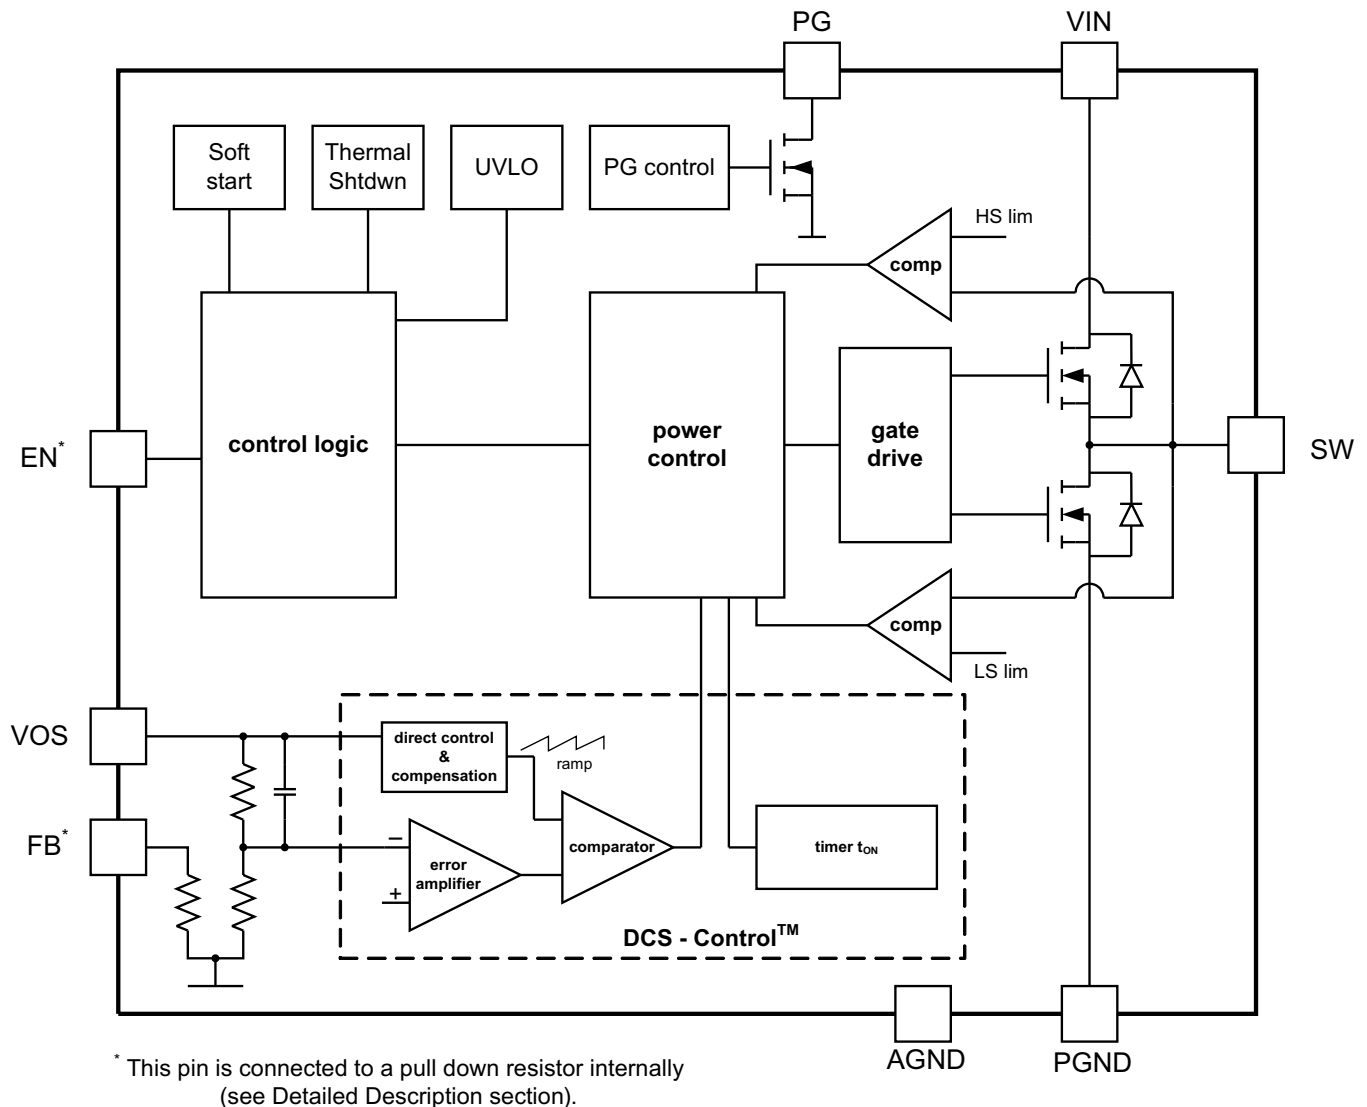 PG
VIN
Soft
start
Thermal
Shtdwn
UVLO
PG control
HS lim
comp
control logic
power
control
gate
drive
EN*
SW
comp
LS lim
VOS
direct control
&
compensation
ramp
FB*
−
+
error
amplifier
comparator
timer tON
DCS - Control™
AGND
PGND
* This pin is connected to a pull down resistor internally
(see Detailed Description section).